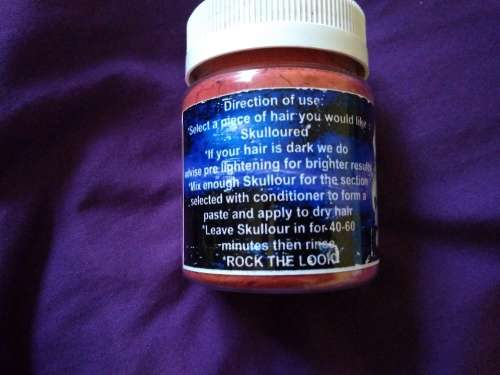 Direction of use:
*Select a piece of hair you would like
Skulloured
*If your hair is dark we do
advise pre lightening for brighter results
*Mix enough Skullour for the section
selected with conditioner to form a
paste and apply to dry hair
*Leave Skullour in for 40-60
minutes then rinse
*ROCK THE LOOK!